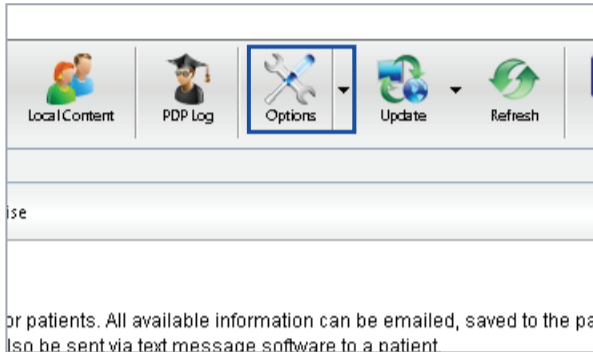 Local Content PDP Log Options Update Refresh
ise
or patients. All available information can be emailed, saved to the pa
lso be sent via text message software to a patient.